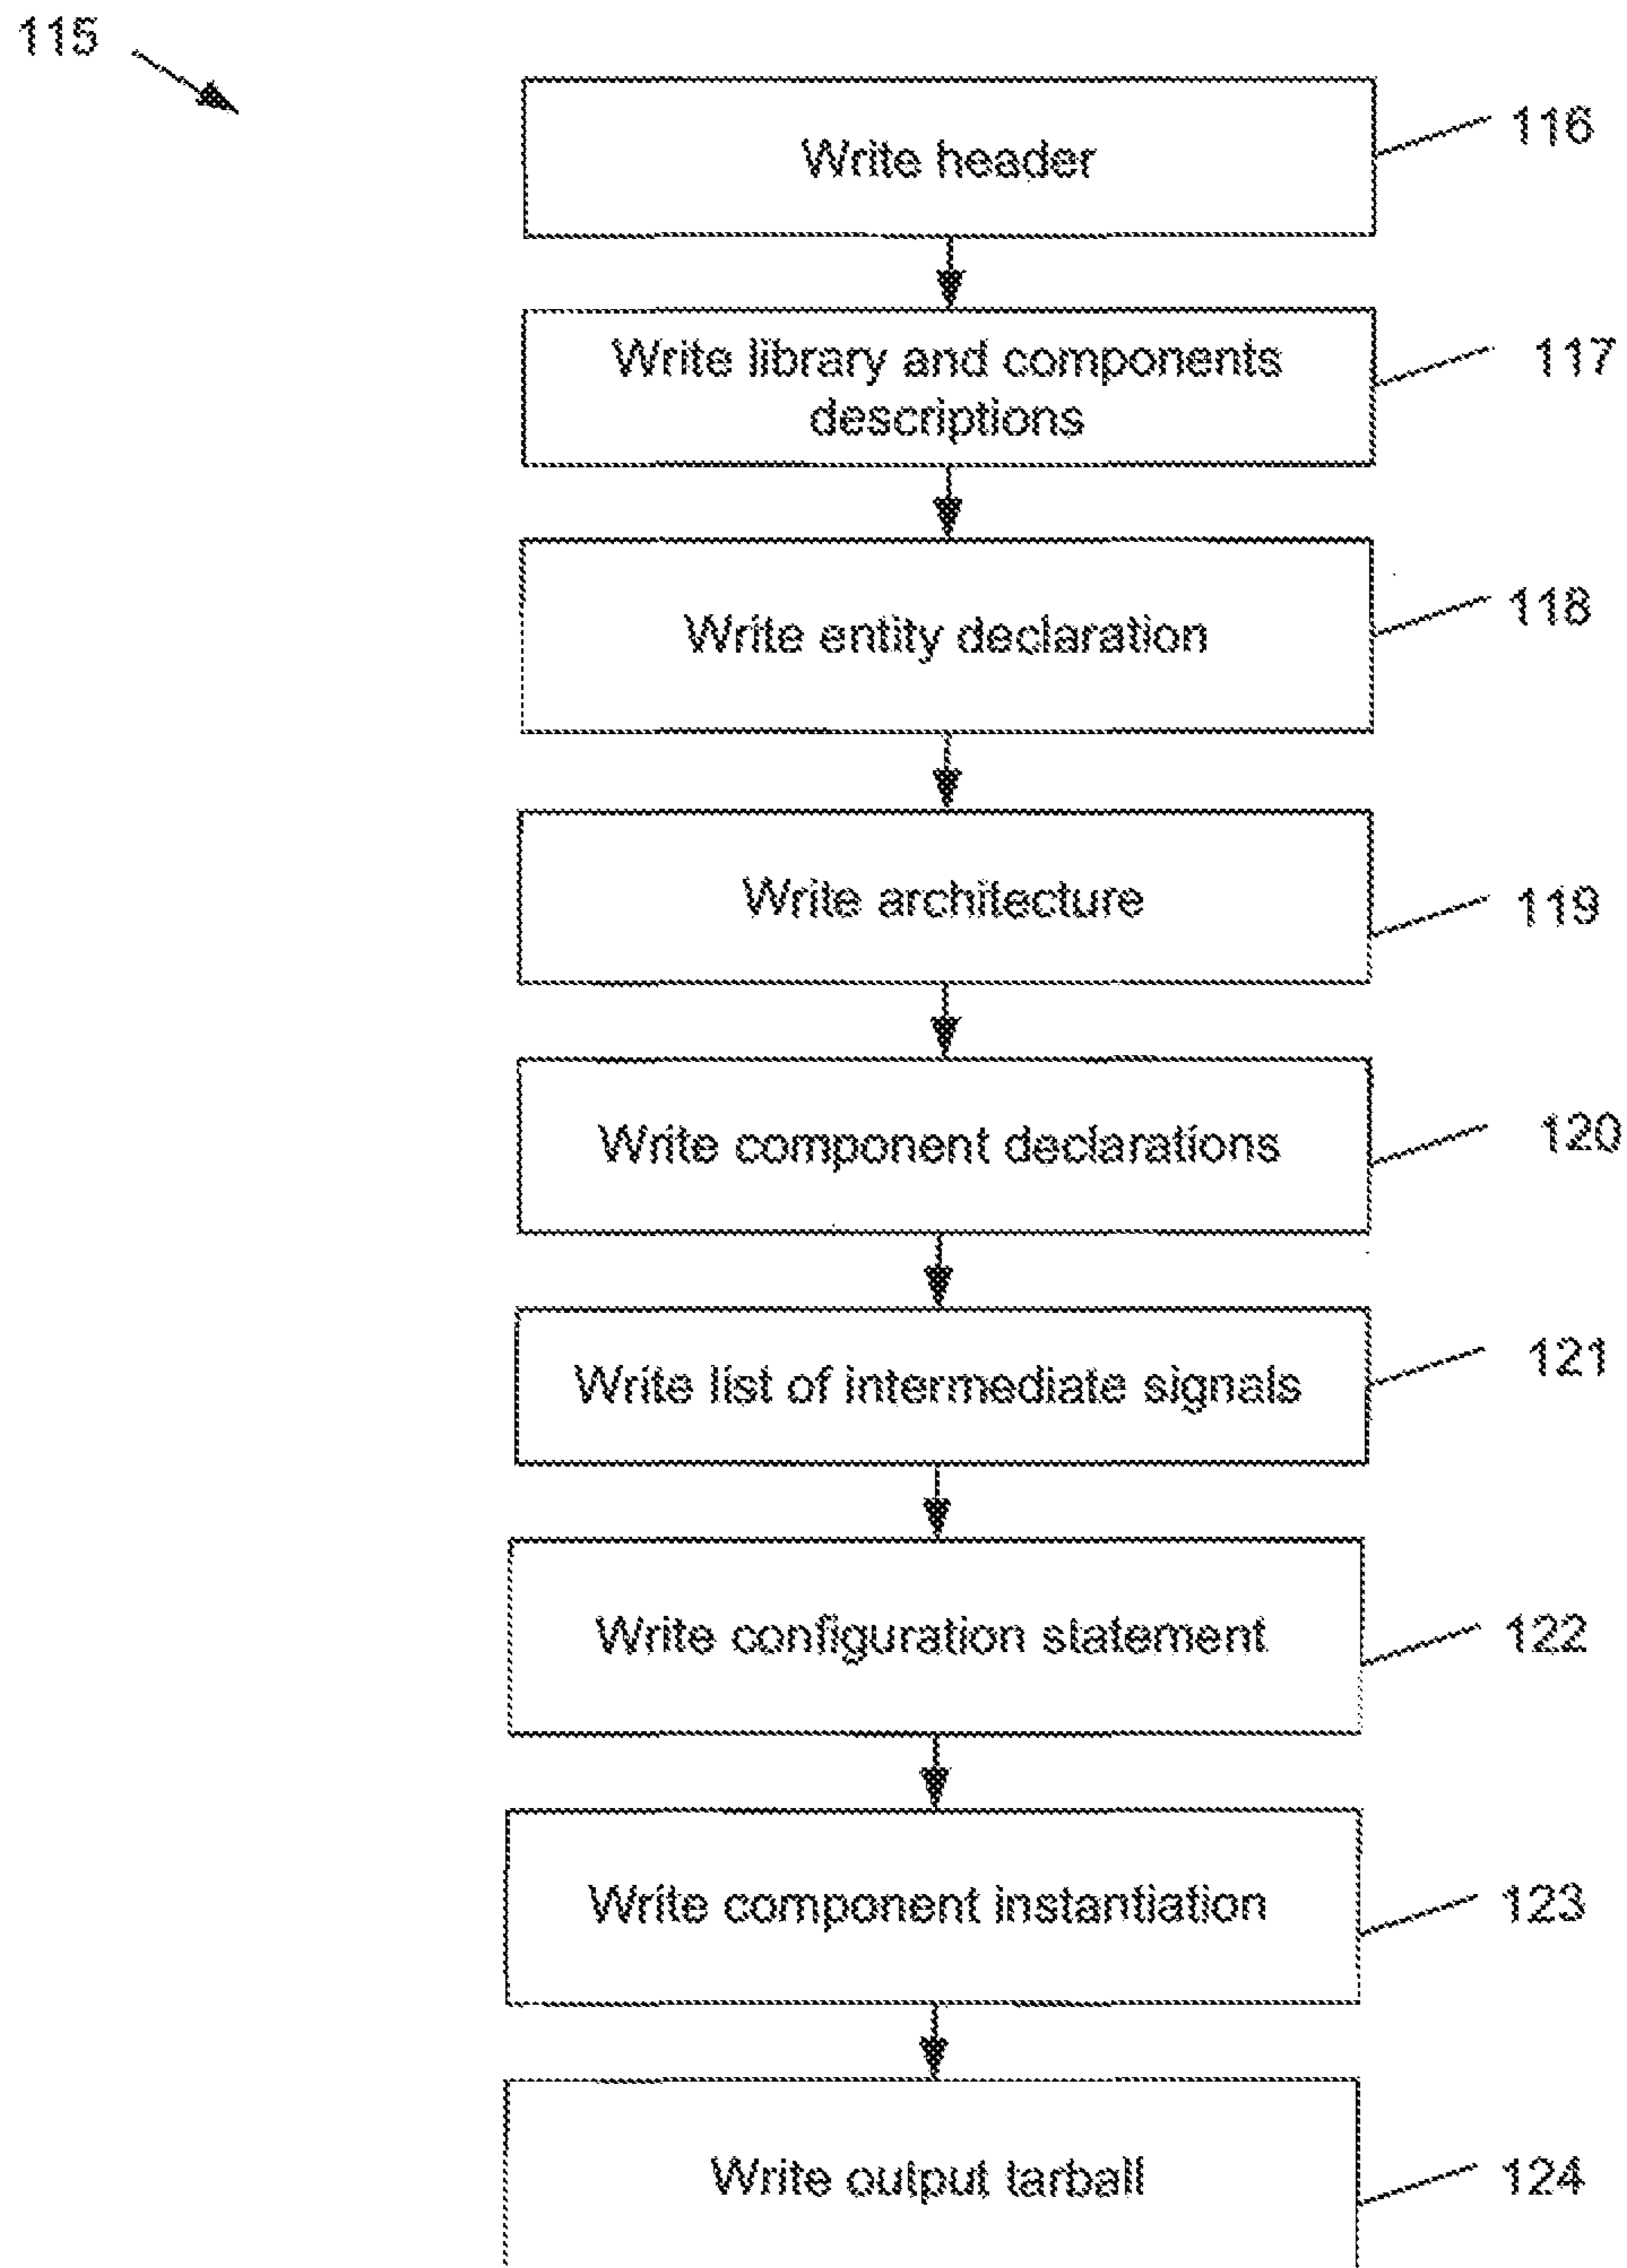 115
Write header
116
Write library and components
descriptions
117
Write entity declaration
118
Write architecture
119
Write component declarations
120
Write list of intermediate signals
121
Write configuration statement
122
Write component instantiation
123
Write output tarball
124